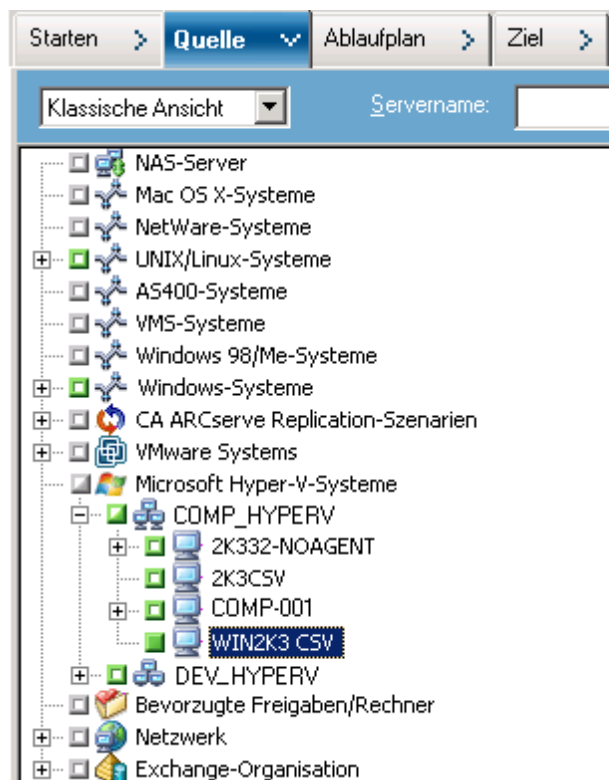 Starten Quelle Ablaufplan Ziel
Klassische Ansicht Servername:
NAS-Server
Mac OS X-Systeme
NetWare-Systeme
UNIX/Linux-Systeme
AS400-Systeme
VMS-Systeme
Windows 98/Me-Systeme
Windows-Systeme
CA ARCserve Replication-Szenarien
VMware Systems
Microsoft Hyper-V-Systeme
COMP_HYPERV
2K332-NOAGENT
2K3CSV
COMP-001
WIN2K3 CSV
DEV_HYPERV
Bevorzugte Freigaben/Rechner
Netzwerk
Exchange-Organisation